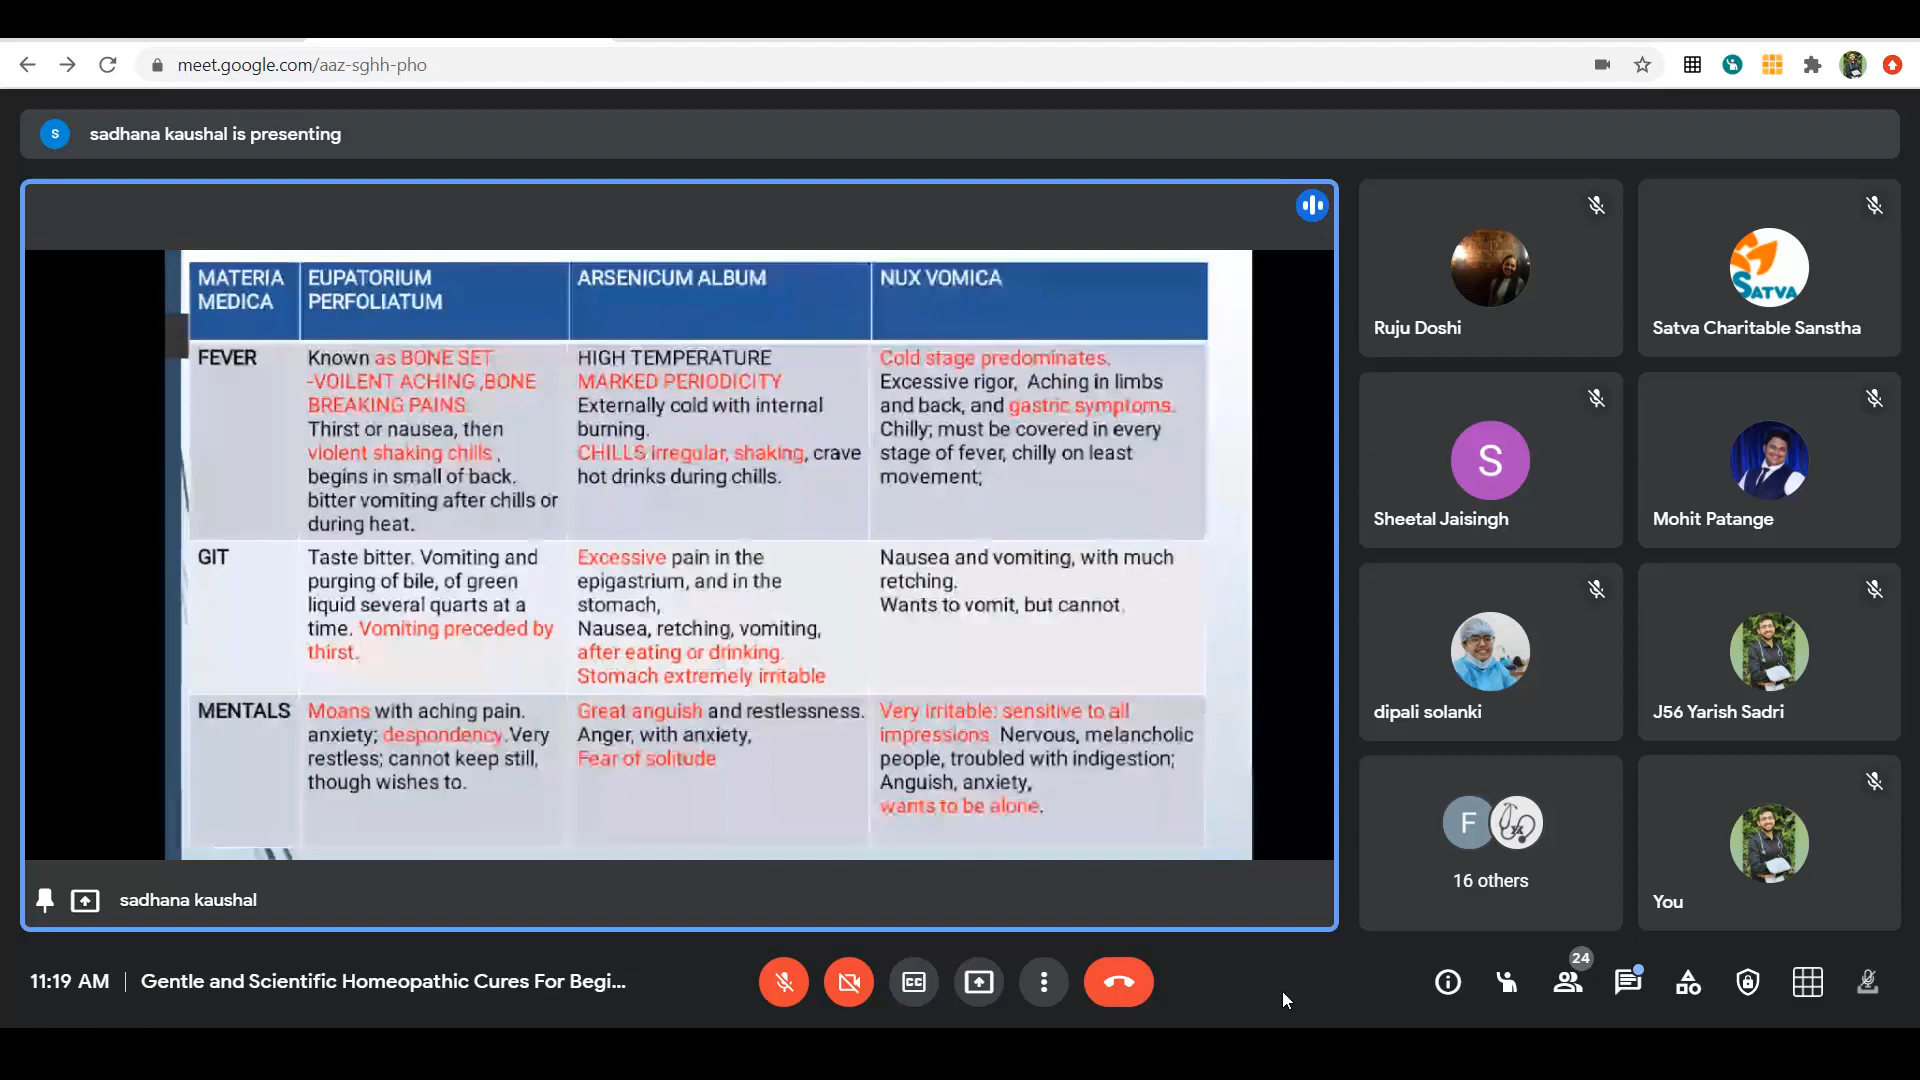 meet.google.com/aaz-sghh-pho
S
sadhana kaushal is presenting
MATERIA
MEDICA
EUPATORIUM
PERFOLIATUM
ARSENICUM ALBUM
NUX VOMICA
FEVER
Known as BONE SET
-VOILENT ACHING ,BONE
BREAKING PAINS.
Thirst or nausea, then
violent shaking chills ,
begins in small of back.
bitter vomiting after chills or
during heat.
HIGH TEMPERATURE
MARKED PERIODICITY
Externally cold with internal
burning.
CHILLS irregular, shaking, crave
hot drinks during chills.
Cold stage predominates.
Excessive rigor, Aching in limbs
and back, and gastric symptoms.
Chilly; must be covered in every
stage of fever, chilly on least
movement;
GIT
Taste bitter. Vomiting and
purging of bile, of green
liquid several quarts at a
time. Vomiting preceded by
thirst.
Excessive pain in the
epigastrium, and in the
stomach,
Nausea, retching, vomiting,
after eating or drinking.
Stomach extremely irritable
Nausea and vomiting, with much
retching.
Wants to vomit, but cannot.
MENTALS
Moans with aching pain.
anxiety; despondency.Very
restless; cannot keep still,
though wishes to.
Great anguish and restlessness.
Anger, with anxiety,
Fear of solitude
Very irritable: sensitive to all
impressions. Nervous, melancholic
people, troubled with indigestion;
Anguish, anxiety,
wants to be alone.
sadhana kaushal
Ruju Doshi
SATVA
Satva Charitable Sanstha
S
Sheetal Jaisingh
Mohit Patange
dipali solanki
J56 Yarish Sadri
F
16 others
You
11:19 AM
Gentle and Scientific Homeopathic Cures For Begi...
CC
24